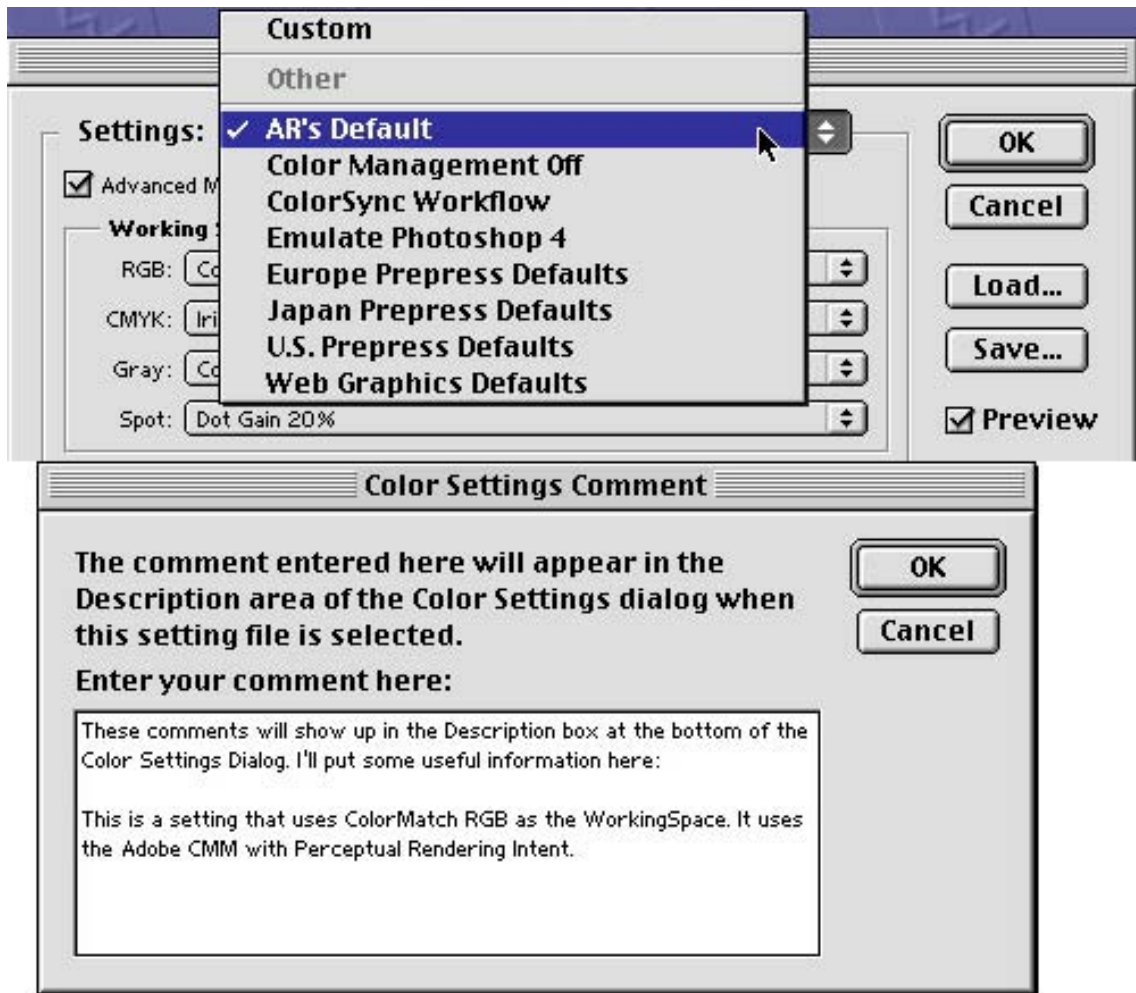 Custom
Other
Settings: ✓ AR's Default
Color Management Off
ColorSync Workflow
Emulate Photoshop 4
Europe Prepress Defaults
Japan Prepress Defaults
U.S. Prepress Defaults
Web Graphics Defaults
Advanced M
Working
RGB: Co
CMYK: Iri
Gray: Co
Spot: Dot Gain 20%
OK
Cancel
Load...
Save...
Preview
Color Settings Comment
The comment entered here will appear in the
Description area of the Color Settings dialog when
this setting file is selected.
Enter your comment here:
These comments will show up in the Description box at the bottom of the
Color Settings Dialog. I'll put some useful information here:
This is a setting that uses ColorMatch RGB as the WorkingSpace. It uses
the Adobe CMM with Perceptual Rendering Intent.
OK
Cancel